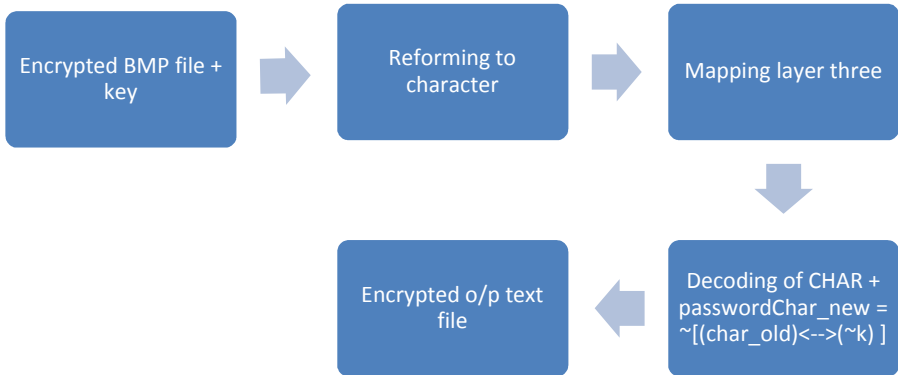 Encrypted BMP file +
key
Reforming to
character
Mapping layer three
Decoding of CHAR +
passwordChar_new =
~[(char_old)<-->(~k) ]
Encrypted o/p text
file